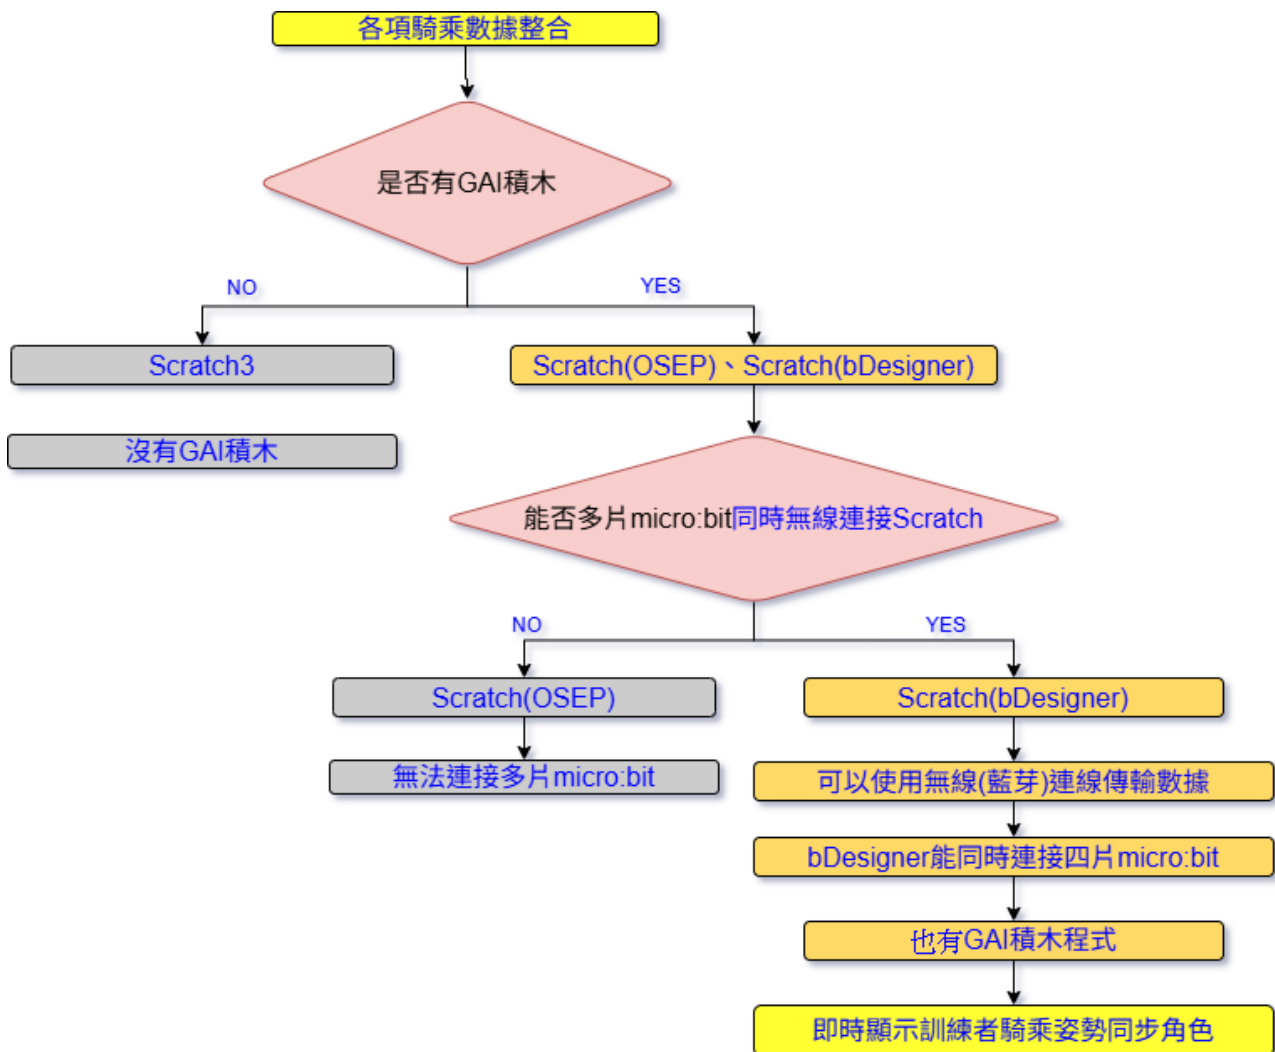 各項騎乘數據整合
是否有GAI積木
NO
YES
Scratch3
Scratch(OSEP)、Scratch(bDesigner)
沒有GAI積木
能否多片micro:bit同時無線連接Scratch
NO
YES
Scratch(OSEP)
Scratch(bDesigner)
無法連接多片micro:bit
可以使用無線(藍芽)連線傳輸數據
bDesigner能同時連接四片micro:bit
也有GAI積木程式
即時顯示訓練者騎乘姿勢同步角色